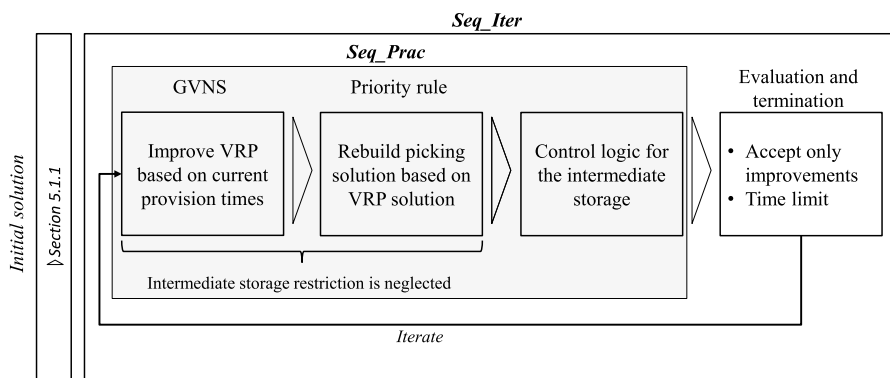 Seq_Iter
Seq_Prac
Initial solution
Section 5.1.1
GVNS
Priority rule
Evaluation and
termination
Improve VRP
based on current
provision times
Rebuild picking
solution based on
VRP solution
Control logic for
the intermediate
storage
• Accept only
improvements
• Time limit
Intermediate storage restriction is neglected
Iterate